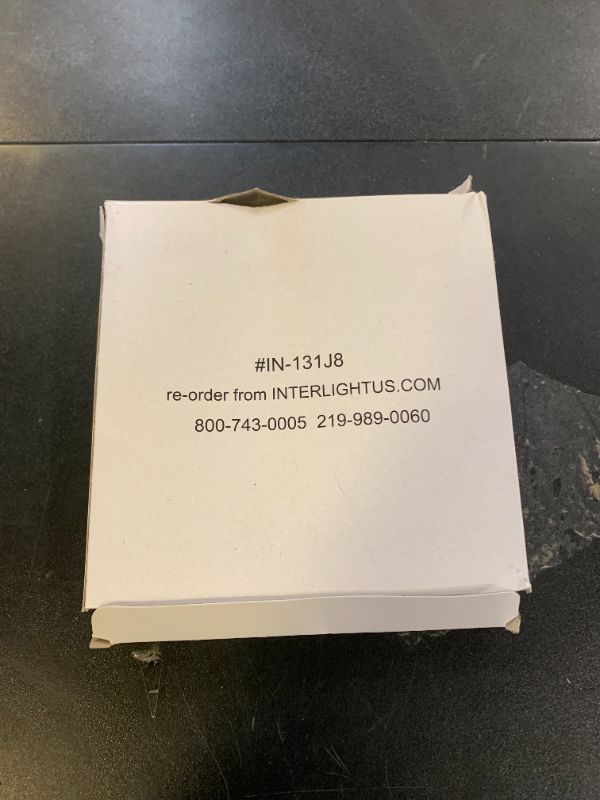 #IN-131J8
re-order from INTERLIGHTUS.COM
800-743-0005 219-989-0060